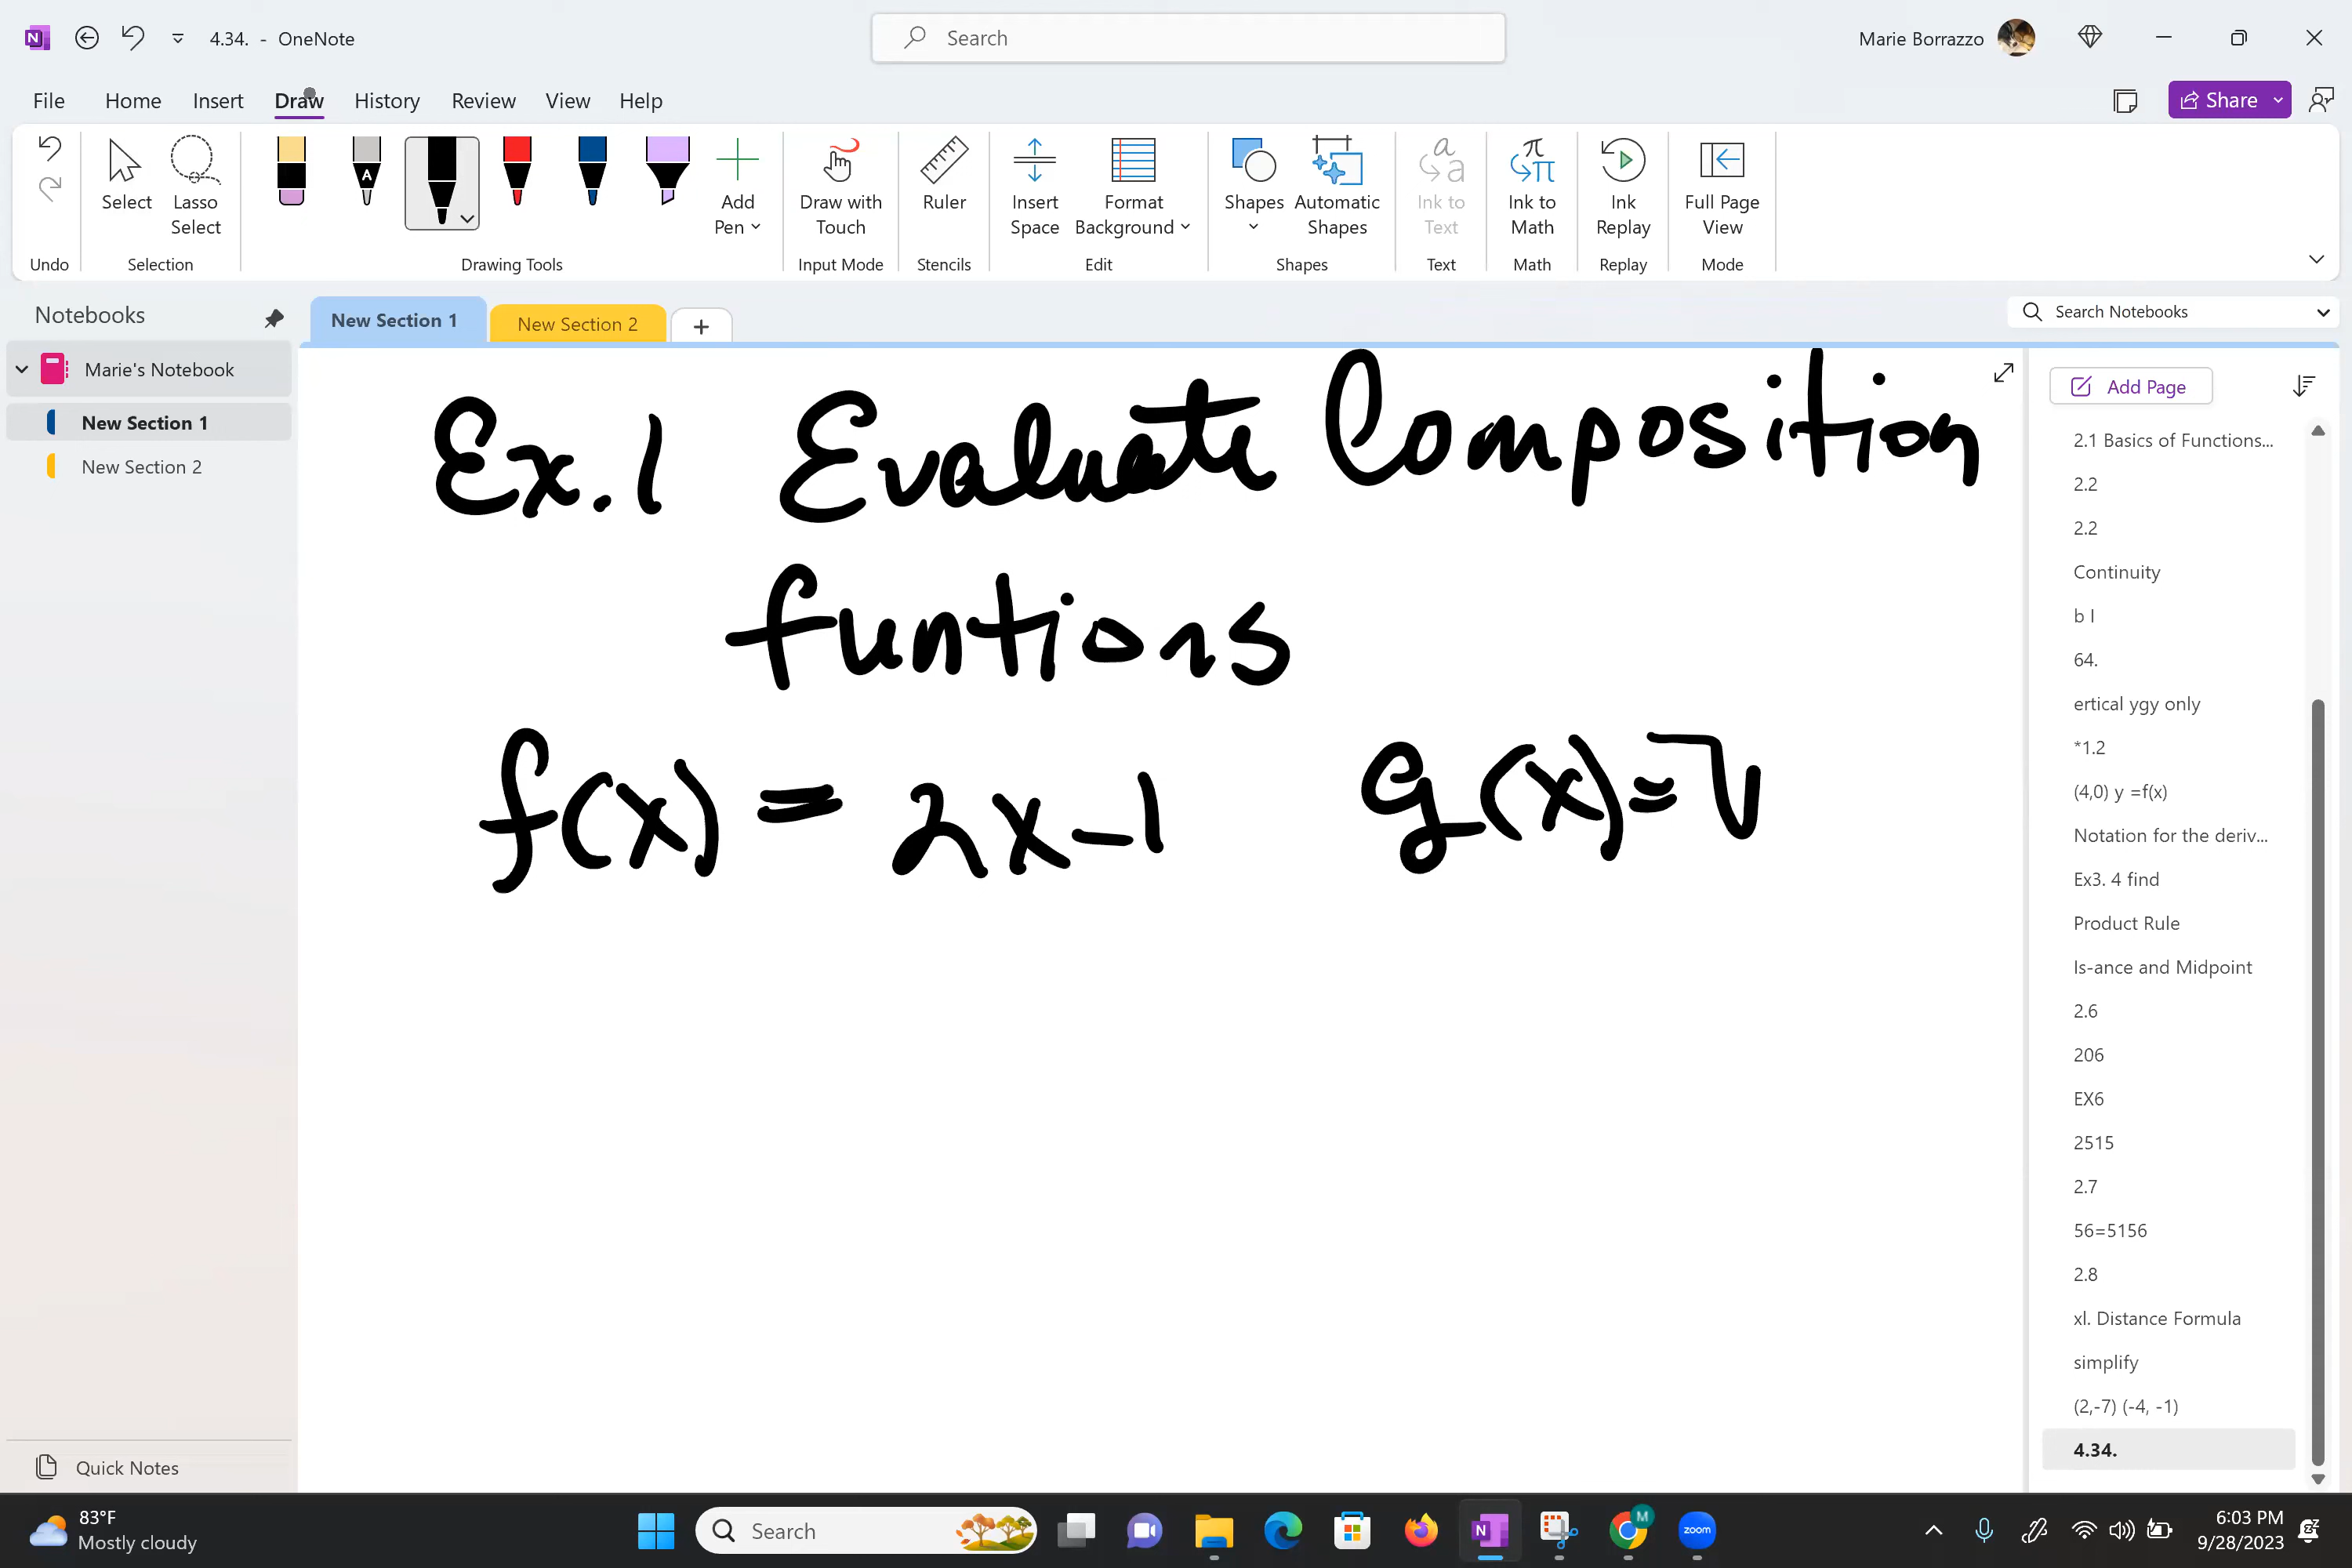 4.34. - OneNote
Search
Marie Borrazzo
File Home Insert Draw History Review View Help
Share
Select
Lasso Select
A
Add Pen
Draw with Touch
Ruler
Insert Space
Format Background
Shapes
Automatic Shapes
Ink to Text
Ink to Math
Ink Replay
Full Page View
Undo Selection Drawing Tools Input Mode Stencils Edit Shapes Text Math Replay Mode
Notebooks
New Section 1 New Section 2 +
Search Notebooks
Marie's Notebook
New Section 1
New Section 2
Quick Notes
Ex. 1 Evaluate Composition
funtions
f(x) = 2x-1 g(x)=
Add Page
2.1 Basics of Functions...
2.2
2.2
Continuity
b I
64.
ertical ygy only
*1.2
(4,0) y =f(x)
Notation for the deriv...
Ex3. 4 find
Product Rule
Is-ance and Midpoint
2.6
206
EX6
2515
2.7
56=5156
2.8
xl. Distance Formula
simplify
(2,-7) (-4, -1)
4.34.
83°F
Mostly cloudy
Search
M
zoom
6:03 PM
9/28/2023